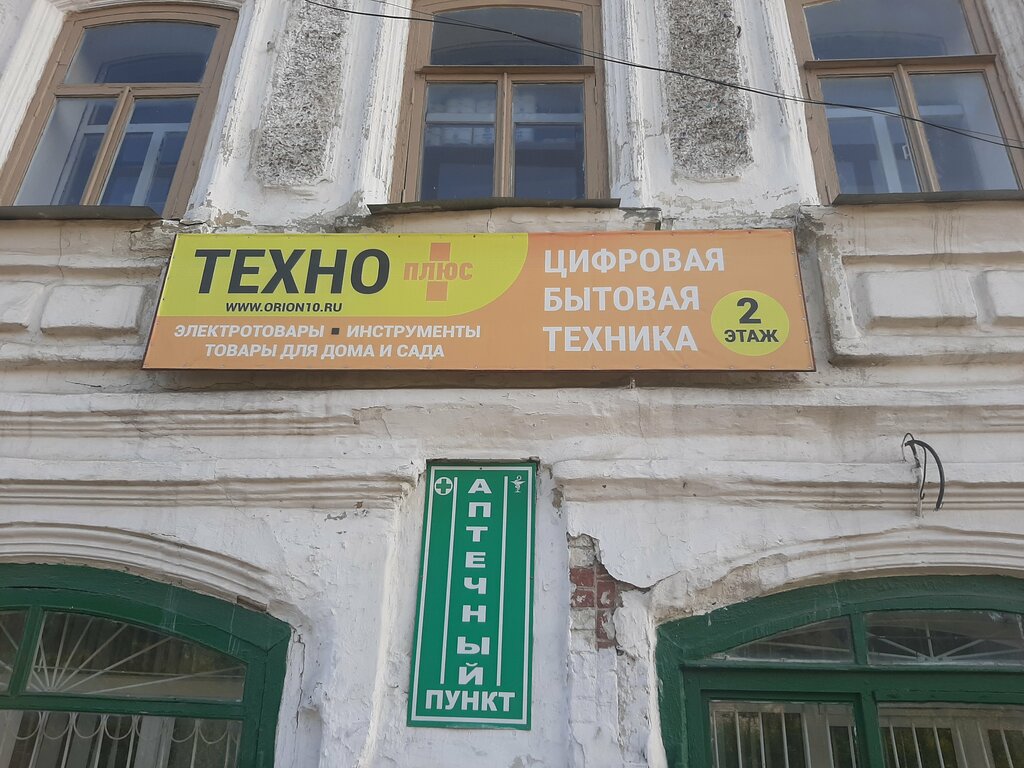 ТЕХНО ПЛЮС
WWW.ORION10.RU
ЭЛЕКТРОТОВАРЫ ▪ ИНСТРУМЕНТЫ
ТОВАРЫ ДЛЯ ДОМА И САДА
ЦИФРОВАЯ
БЫТОВАЯ
ТЕХНИКА
2
ЭТАЖ
АПТЕЧНЫЙ
ПУНКТ